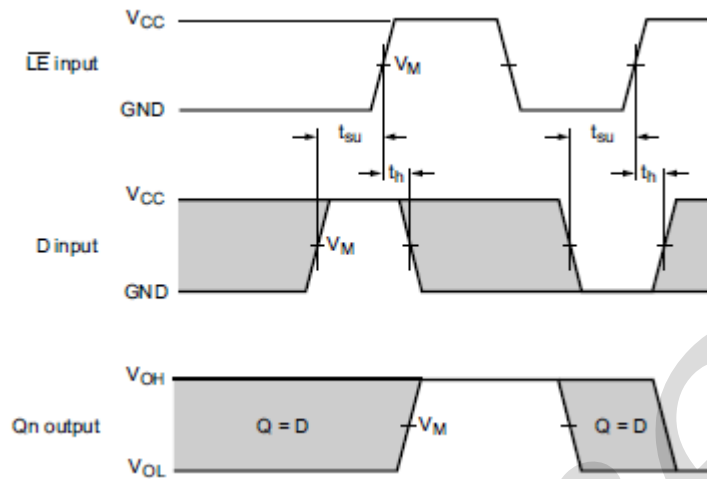 VCC
LE input
VM
GND
tsu
tsu
th
th
VCC
D input
VM
GND
VOH
Qn output
Q = D
VM
Q = D
VOL